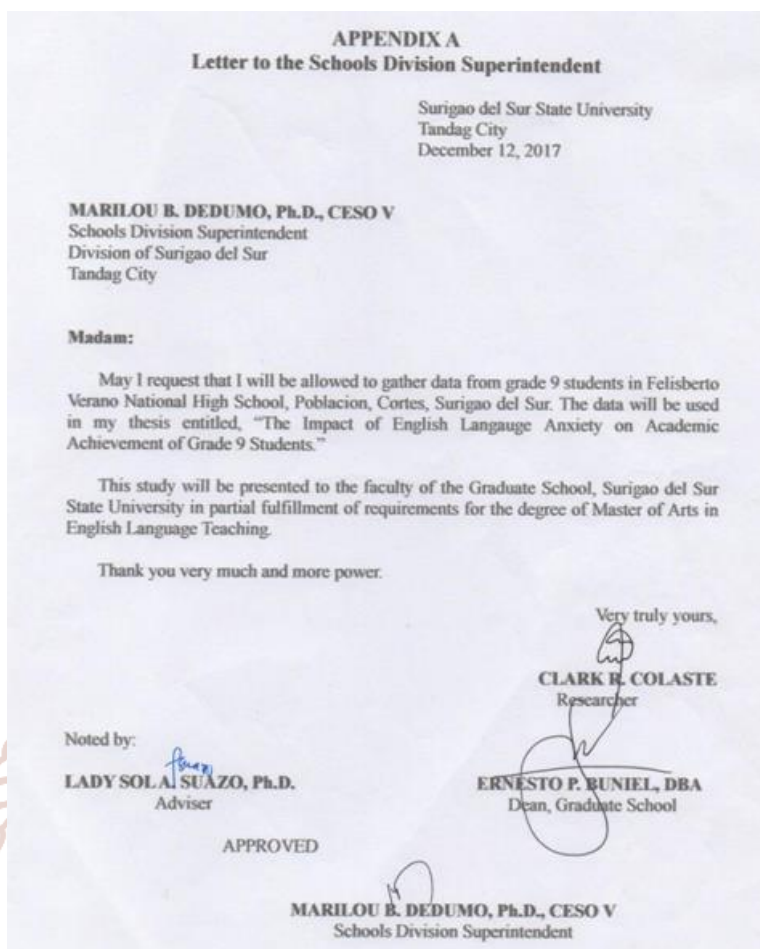 APPENDIX A
Letter to the Schools Division Superintendent
Surigao del Sur State University
Tandag City
December 12, 2017
MARILOU B. DEDUMO, Ph.D., CESO V
Schools Division Superintendent
Division of Surigao del Sur
Tandag City
Madam:
May I request that I will be allowed to gather data from grade 9 students in Felisberto
Verano National High School, Poblacion, Cortes, Surigao del Sur. The data will be used
in my thesis entitled, “The Impact of English Langauge Anxiety on Academic
Achievement of Grade 9 Students.”
This study will be presented to the faculty of the Graduate School, Surigao del Sur
State University in partial fulfillment of requirements for the degree of Master of Arts in
English Language Teaching.
Thank you very much and more power.
Very truly yours,
CLARK R. COLASTE
Researcher
Noted by:
LADY SOL A. SUAZO, Ph.D.
Adviser
ERNESTO P. BUNIEL, DBA
Dean, Graduate School
APPROVED
MARILOU B. DEDUMO, Ph.D., CESO V
Schools Division Superintendent